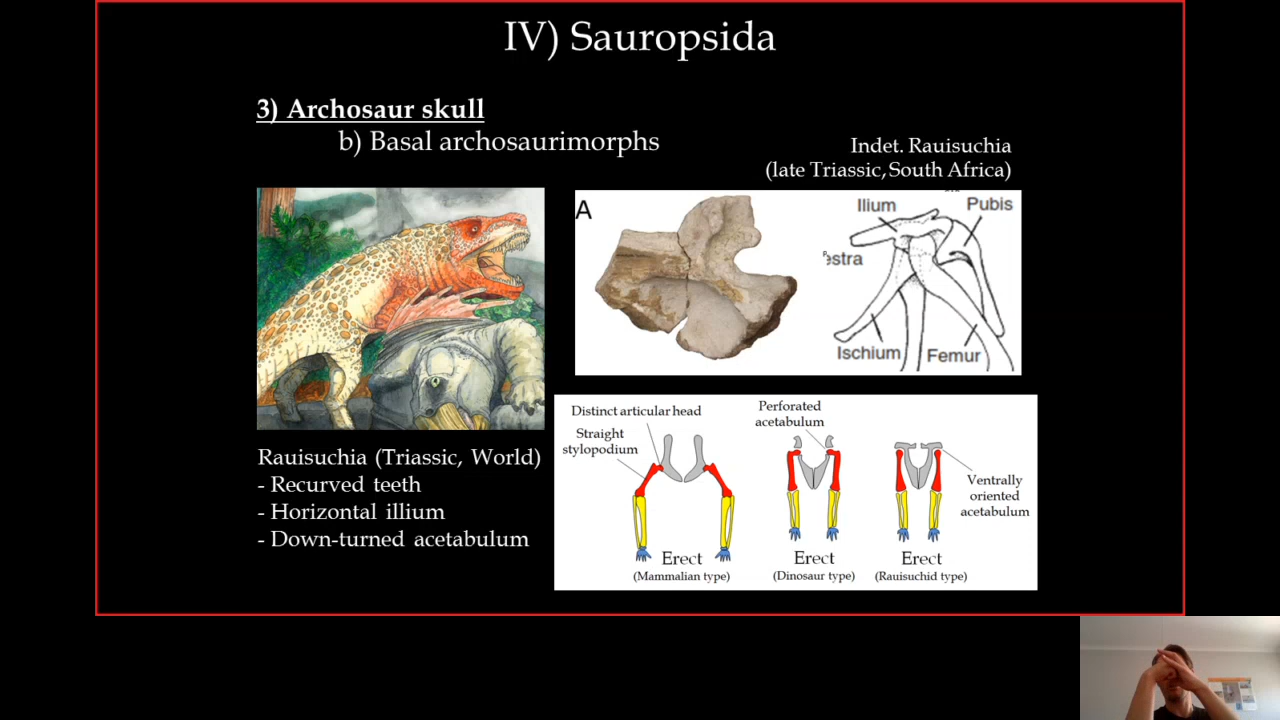 IV) Sauropsida
3) Archosaur skull
b) Basal archosaurimorphs
Indet. Rauisuchia
(late Triassic, South Africa)
A
Ilium
Pubis
estra
Ischium
Femur
Rauisuchia (Triassic, World)
- Recurved teeth
- Horizontal illium
- Down-turned acetabulum
Distinct articular head
Straight
stylopodium
Perforated
acetabulum
Ventrally
oriented
acetabulum
Erect
(Mammalian type)
Erect
(Dinosaur type)
Erect
(Rauisuchid type)